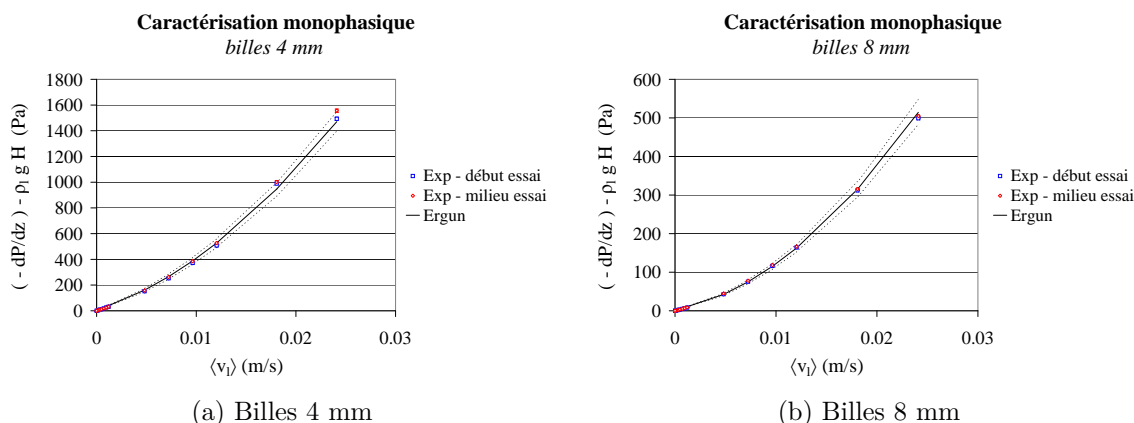 Caractérisation monophasique
billes 4 mm
( - dP/dz ) - ρl g H (Pa)
1800
1600
1400
1200
1000
800
600
400
200
0
0 0.01 0.02 0.03
⟨vl⟩ (m/s)
Exp - début essai
Exp - milieu essai
Ergun
(a) Billes 4 mm
Caractérisation monophasique
billes 8 mm
( - dP/dz ) - ρl g H (Pa)
600
500
400
300
200
100
0
0 0.01 0.02 0.03
⟨vl⟩ (m/s)
Exp - début essai
Exp - milieu essai
Ergun
(b) Billes 8 mm